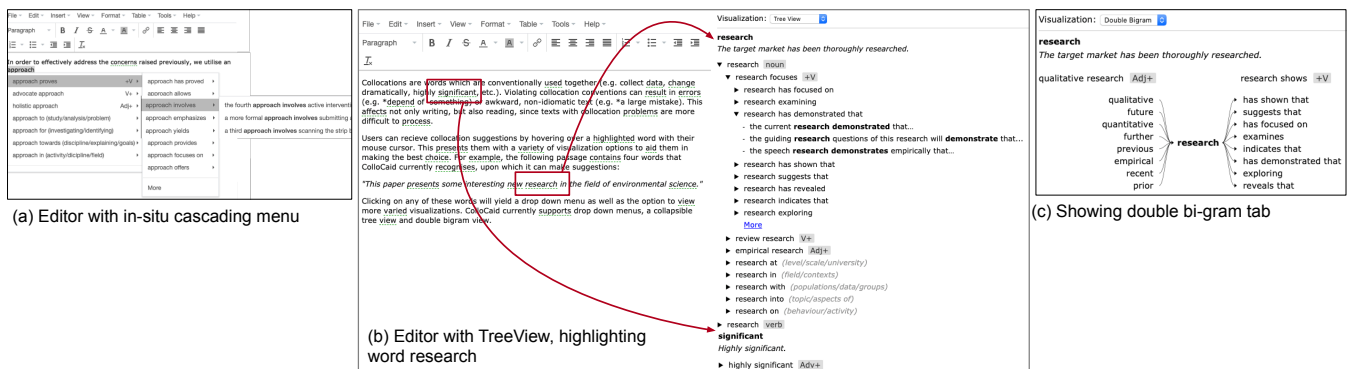 File Edit Insert View Format Table Tools Help
Paragraph B I S A A
In order to effectively address the concerns raised previously, we utilise an
approach
approach proves +V
advocate approach V+
holistic approach Adj+
approach to (study/analysis/problem)
approach for (investigating/identifying)
approach towards (discipline/explaining/goals)
approach in (activity/dicipline/field)
approach has proved
approach allows
approach involves
approach emphasizes
approach yields
approach provides
approach focuses on
approach offers
More
the fourth approach involves active interventi
a more formal approach involves submitting
a third approach involves scanning the strip b
(a) Editor with in-situ cascading menu
File Edit Insert View Format Table Tools Help
Paragraph B I S A A
Collocations are words which are conventionally used together (e.g. collect data, change
dramatically, highly significant, etc.). Violating collocation conventions can result in errors
(e.g. *depend of something) or awkward, non-idiomatic text (e.g. *a large mistake). This
affects not only writing, but also reading, since texts with collocation problems are more
difficult to process.
Users can recieve collocation suggestions by hovering over a highlighted word with their
mouse cursor. This presents them with a variety of visualization options to aid them in
making the best choice. For example, the following passage contains four words that
ColloCaid currently recognises, upon which it can make suggestions:
"This paper presents some interesting new research in the field of environmental science."
Clicking on any of these words will yield a drop down menu as well as the option to view
more varied visualizations. ColloCaid currently supports drop down menus, a collapsible
tree view and double bigram view.
(b) Editor with TreeView, highlighting
word research
Visualization: Tree View
research
The target market has been thoroughly researched.
research noun
research focuses +V
research has focused on
research examining
research has demonstrated that
- the current research demonstrated that...
- the guiding research questions of this research will demonstrate that...
- the speech research demonstrates empirically that...
research has shown that
research suggests that
research has revealed
research indicates that
research exploring
More
review research V+
empirical research Adj+
research at (level/scale/university)
research in (field/contexts)
research with (populations/data/groups)
research into (topic/aspects of)
research on (behaviour/activity)
research verb
significant
Highly significant.
highly significant Adv+
Visualization: Double Bigram
research
The target market has been thoroughly researched.
qualitative research Adj+ research shows +V
qualitative has shown that
future suggests that
quantitative has focused on
further examines
research
previous indicates that
empirical has demonstrated that
recent exploring
prior reveals that
(c) Showing double bi-gram tab